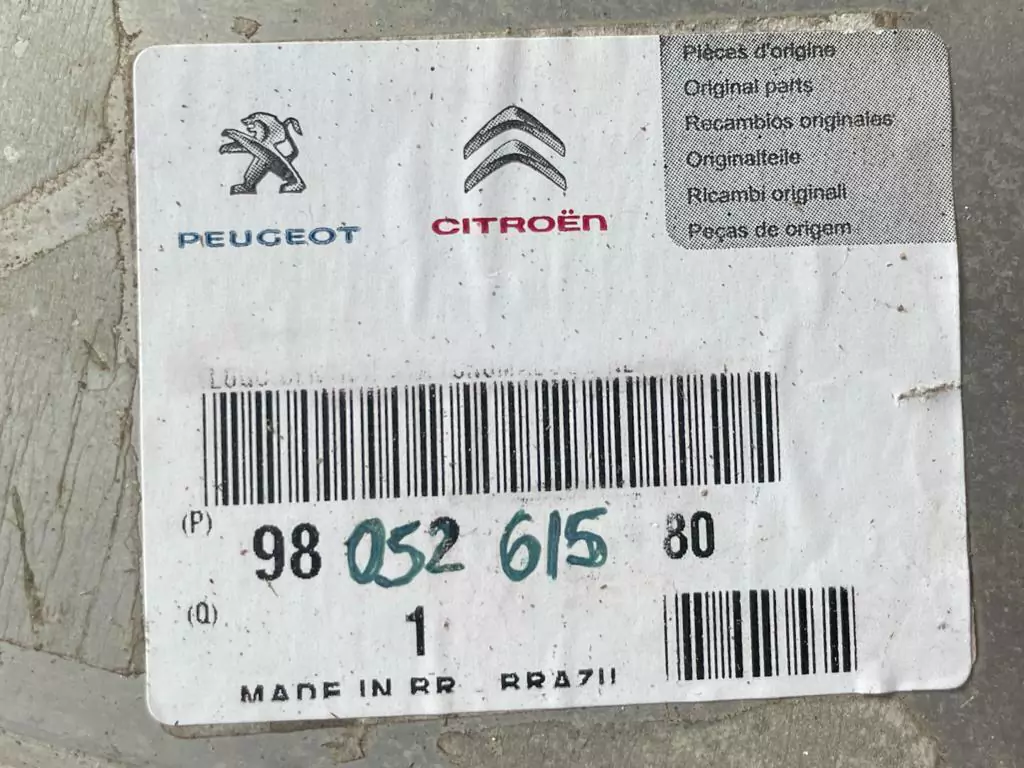 PEUGEOT
CITROËN
Pièces d'origine
Original parts
Recambios originales
Originalteile
Ricambi originali
Peças de origem
(P) 98 052 615 80
(Q) 1
MADE IN BR - BRAZIL